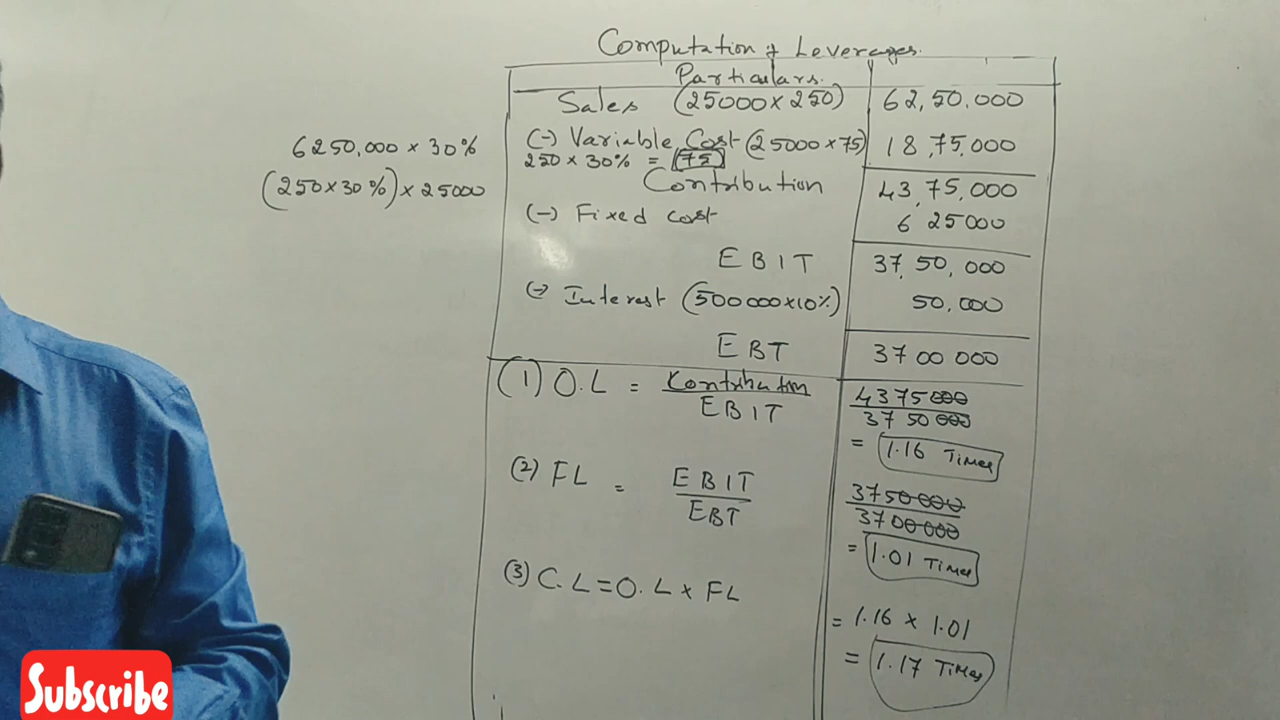 Computation of Leverages.
Particulars.
Sales (25000 x 250) 62,50,000
(-) Variable Cost (25000 x 75) 18,75,000
250 x 30% = 75
Contribution 43,75,000
(-) Fixed cost 6 25000
EBIT 37,50,000
(-) Interest (500000x10%) 50,000
EBT 3700 000
6250,000 x 30%
(250 x 30%) x 25000
(1) O.L = Contribution
EBIT
4375000
3750000
= 1.16 Times
(2) FL = EBIT
EBT
3750000
3700000
= 1.01 Times
(3) C.L = O.L x FL
= 1.16 x 1.01
= 1.17 Times
Subscribe